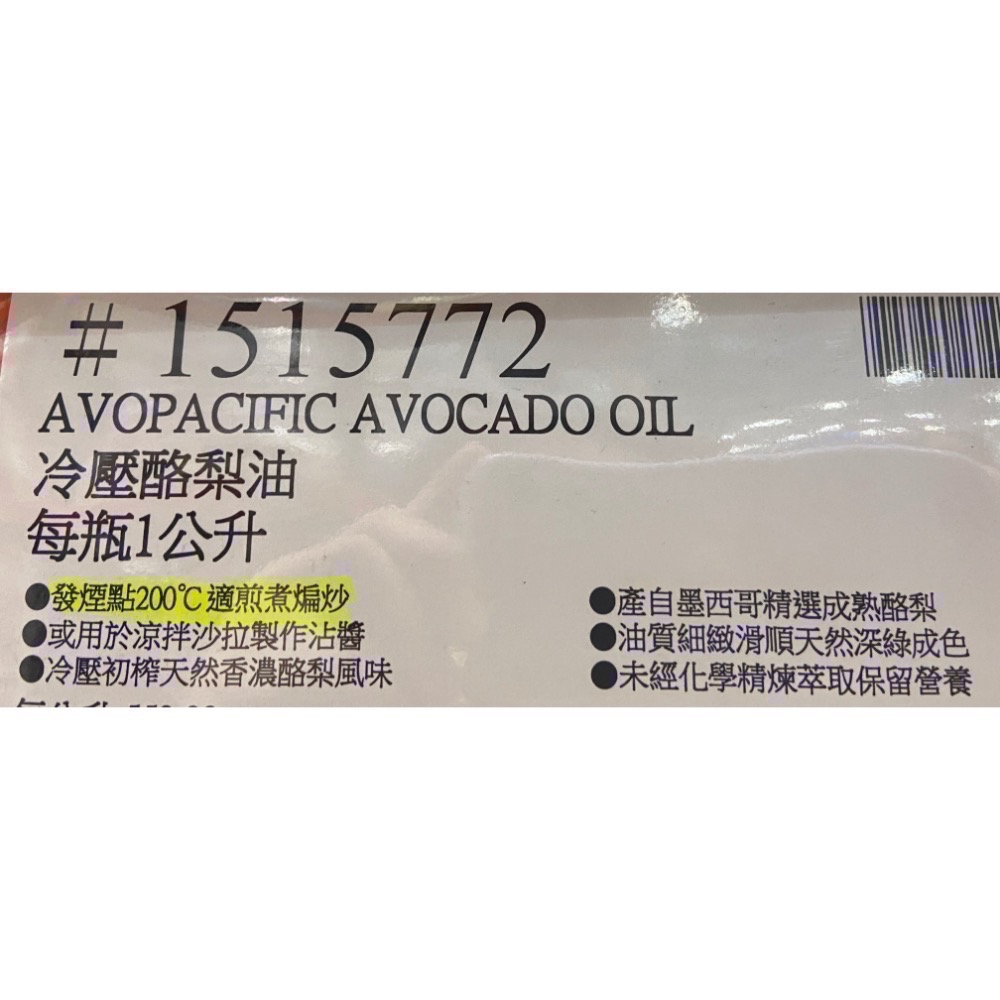 # 1515772
AVOPACIFIC AVOCADO OIL
冷壓酪梨油
每瓶1公升
●發煙點200℃適煎煮煸炒
●或用於涼拌沙拉製作沾醬
●冷壓初榨天然香濃酪梨風味
●產自墨西哥精選成熟酪梨
●油質細緻滑順天然深綠成色
●未經化學精煉萃取保留營養